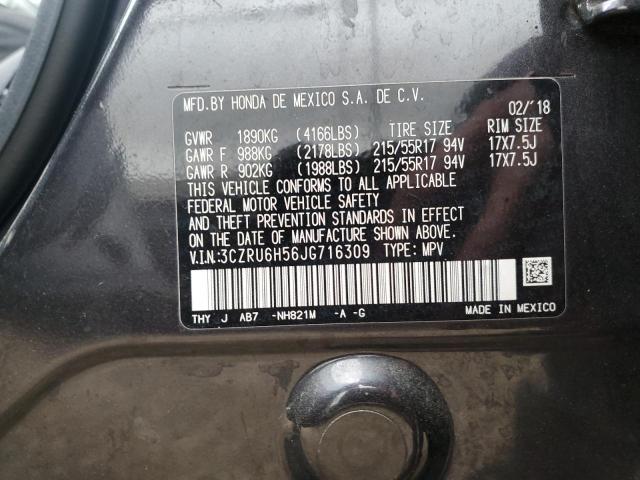 MFD.BY HONDA DE MEXICO S.A. DE C.V.
02/'18
GVWR 1890KG (4166LBS) TIRE SIZE RIM SIZE
GAWR F 988KG (2178LBS) 215/55R17 94V 17X7.5J
GAWR R 902KG (1988LBS) 215/55R17 94V 17X7.5J
THIS VEHICLE CONFORMS TO ALL APPLICABLE
FEDERAL MOTOR VEHICLE SAFETY
AND THEFT PREVENTION STANDARDS IN EFFECT
ON THE DATE OF MANUFACTURE SHOWN ABOVE.
V.I.N.:3CZRU6H56JG716309 TYPE: MPV
THY J AB7 -NH821M -A -G MADE IN MEXICO